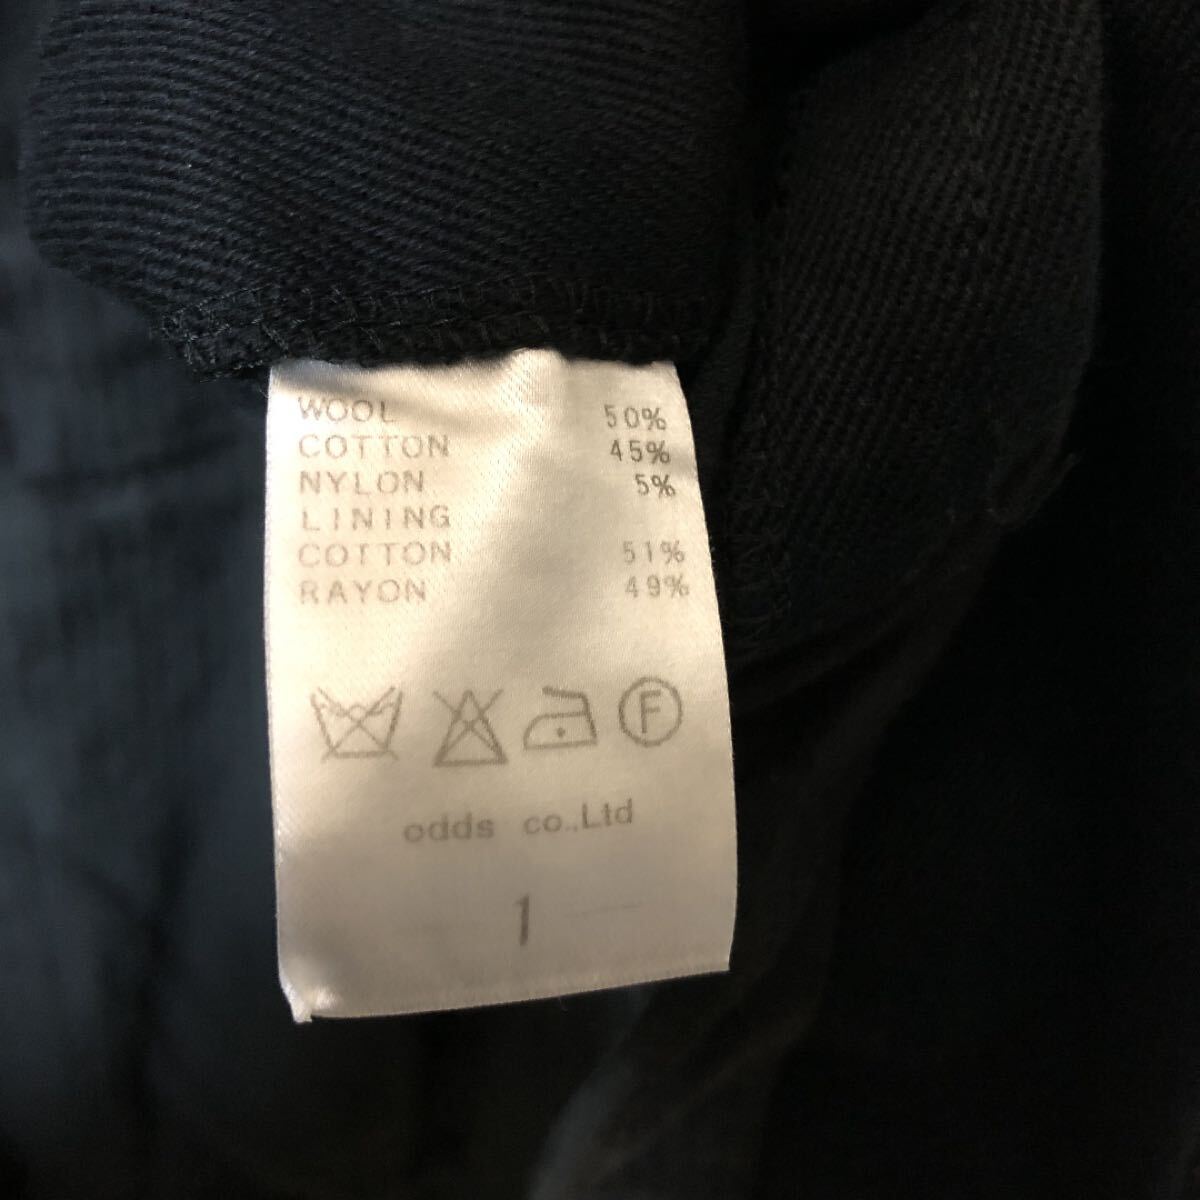 WOOL 50%
COTTON 45%
NYLON 5%
LINING
COTTON 51%
RAYON 49%
F
odds co.,Ltd
1